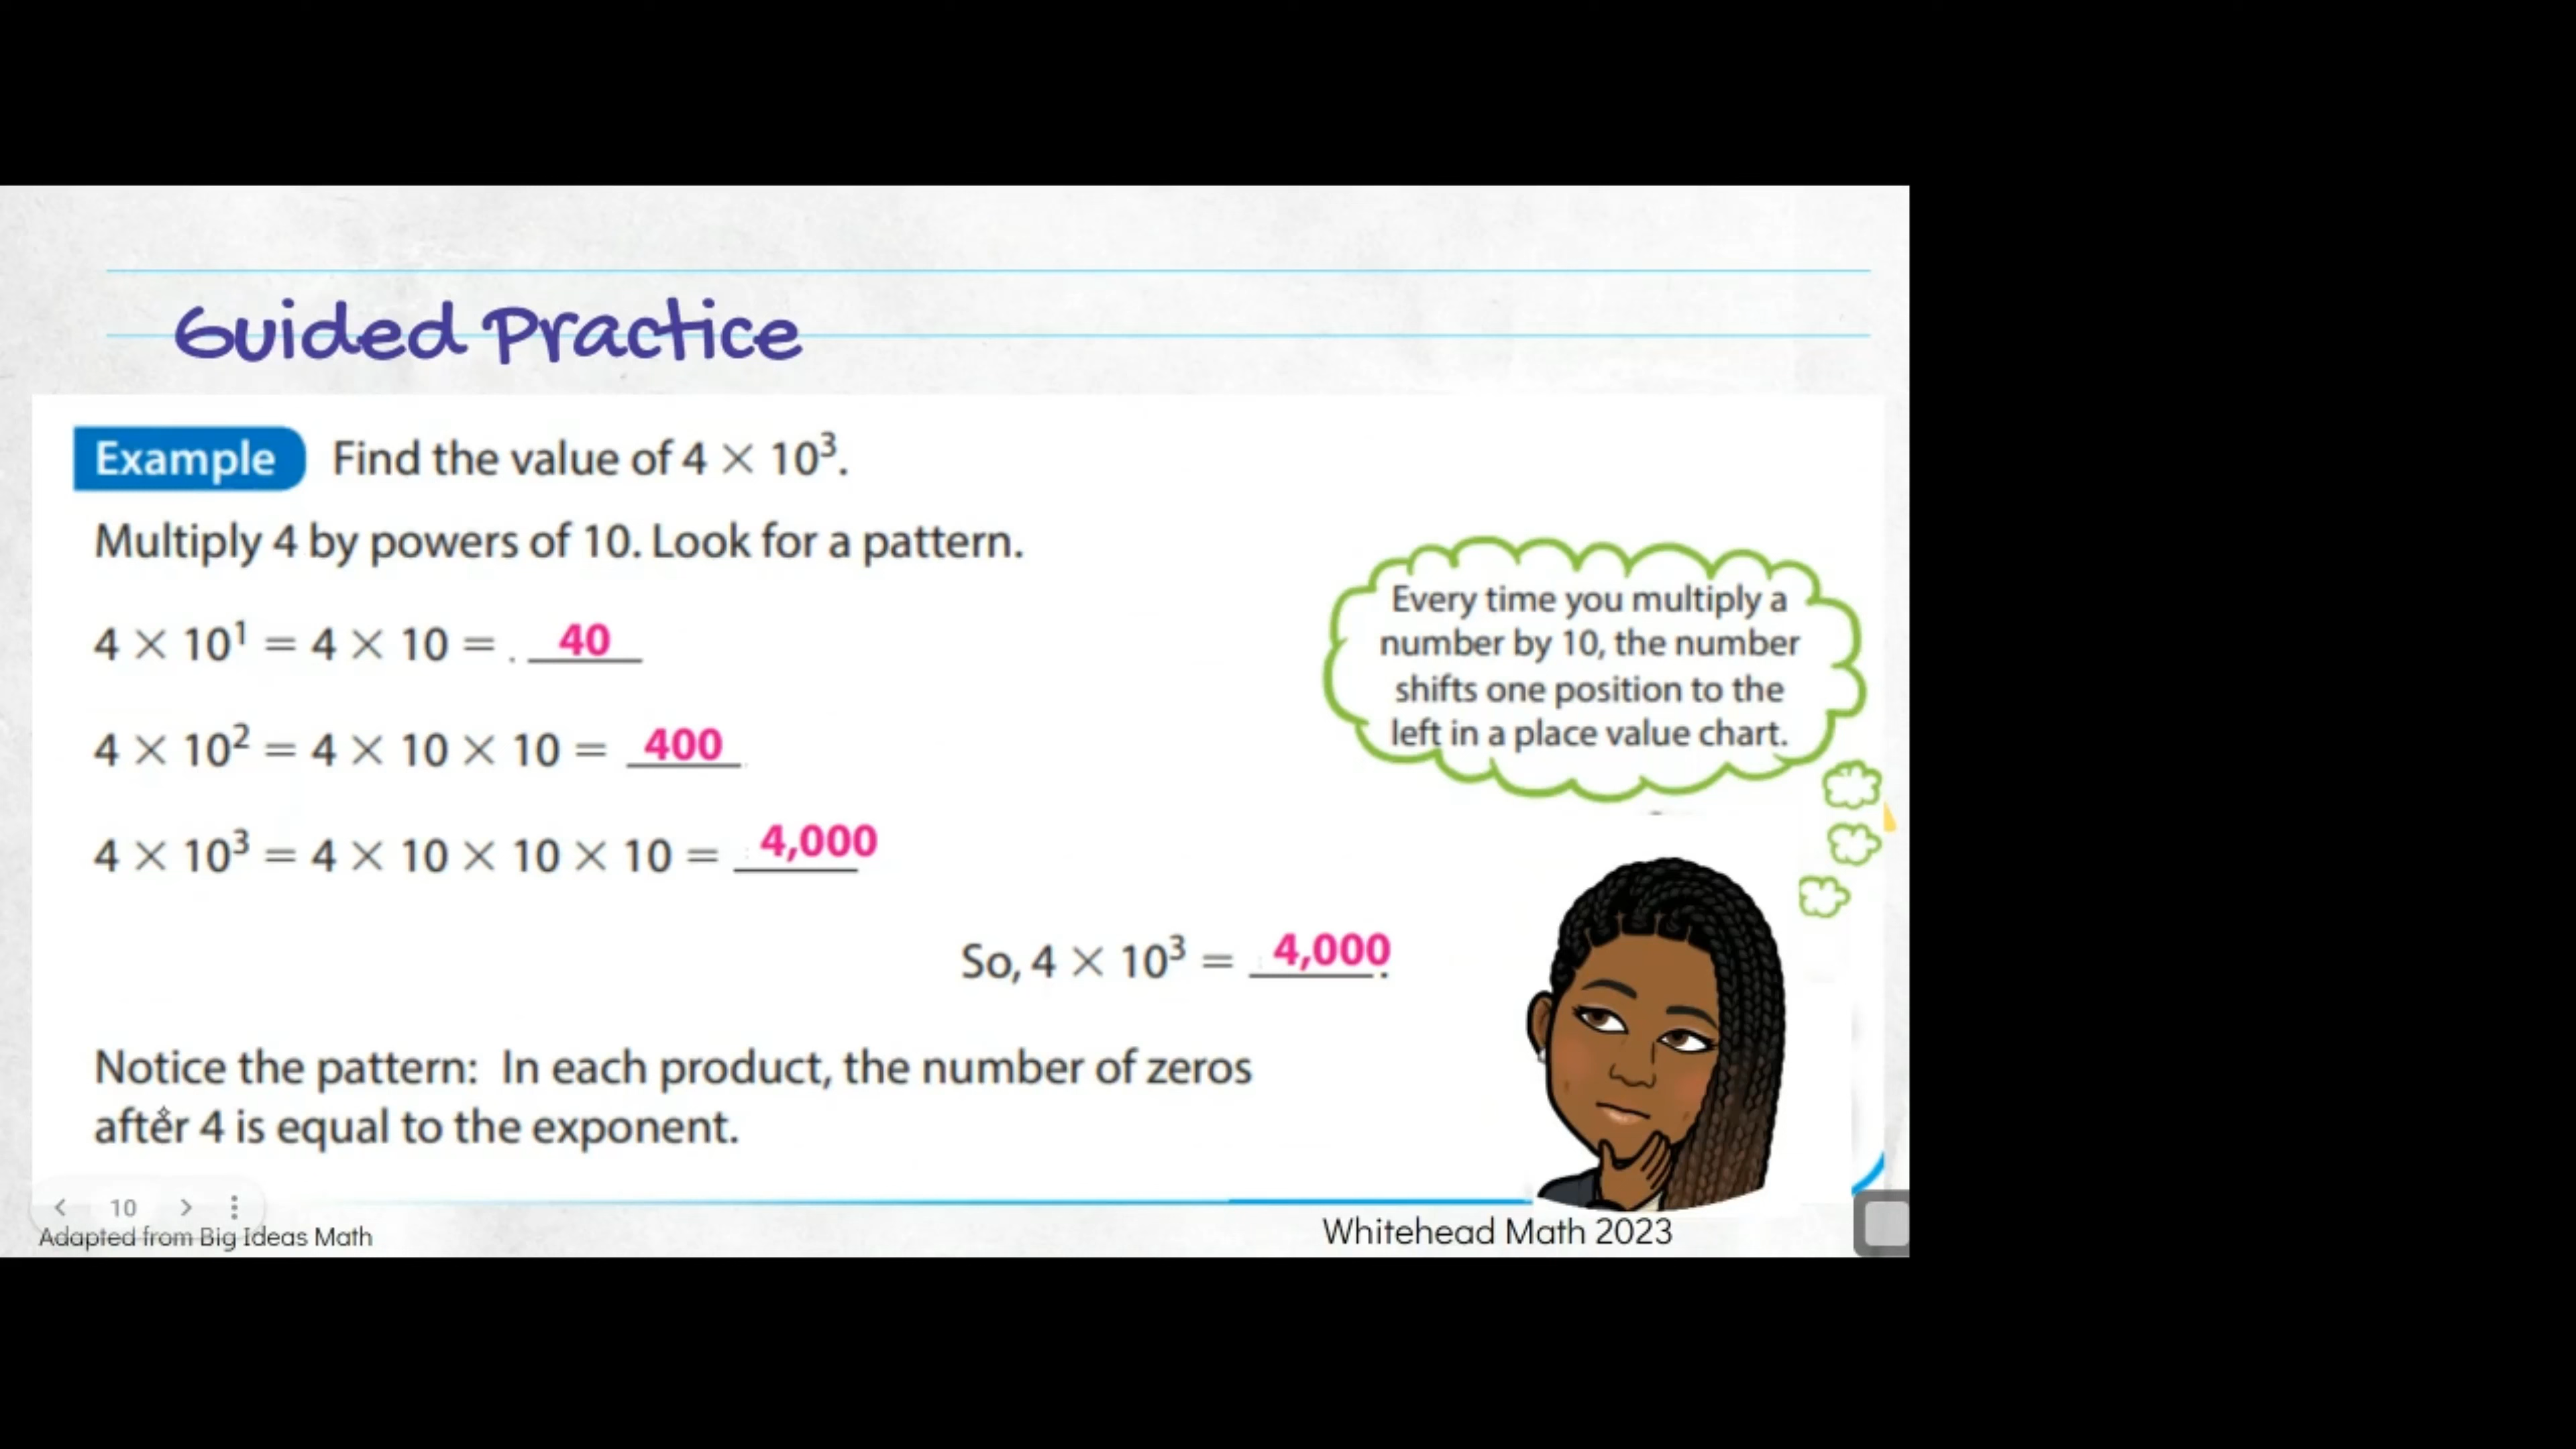 Guided Practice
Example Find the value of 4 × 10³.
Multiply 4 by powers of 10. Look for a pattern.
4 × 10¹ = 4 × 10 = 40
4 × 10² = 4 × 10 × 10 = 400
4 × 10³ = 4 × 10 × 10 × 10 = 4,000
So, 4 × 10³ = 4,000.
Every time you multiply a
number by 10, the number
shifts one position to the
left in a place value chart.
Notice the pattern: In each product, the number of zeros
after 4 is equal to the exponent.
10
Adapted from Big Ideas Math
Whitehead Math 2023